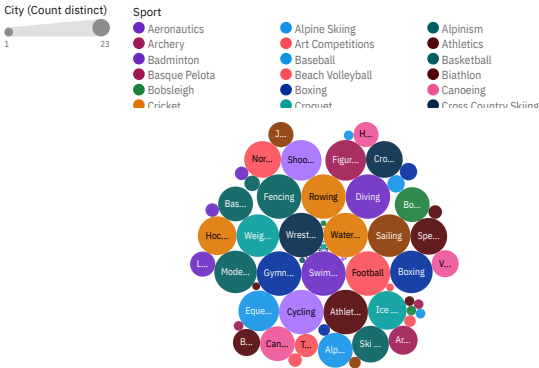 City (Count distinct)
1 23
Sport
Aeronautics Alpine Skiing Alpinism
Archery Art Competitions Athletics
Badminton Baseball Basketball
Basque Pelota Beach Volleyball Biathlon
Bobsleigh Boxing Canoeing
Cricket Croquet Cross Country Skiing
J... H...
Nor... Shoo... Figur... Cro...
Bas... Fencing Rowing Diving Bo...
Hoc... Weig... Wrest... Water... Sailing Spe...
L... Mode... Gymn... Swim... Football Boxing V...
Eque... Cycling Athlet... Ice ...
B... Can... T... Alp... Ski ... Ar...